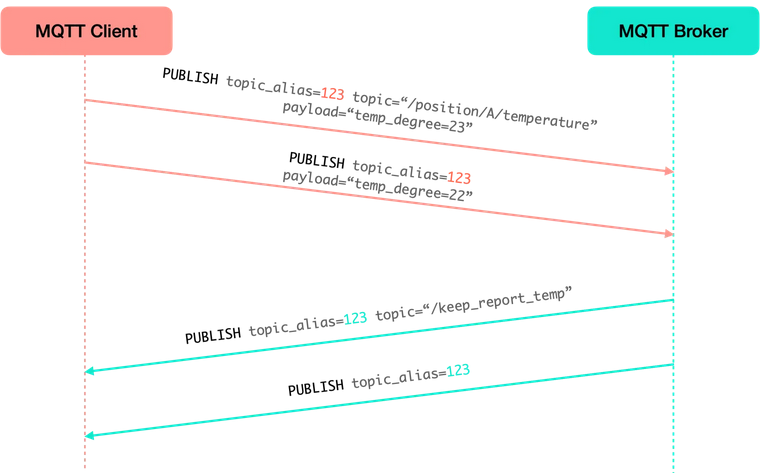 MQTT Client
MQTT Broker
PUBLISH topic_alias=123 topic=“/position/A/temperature”
payload=“temp_degree=23”
PUBLISH topic_alias=123
payload=“temp_degree=22”
PUBLISH topic_alias=123 topic=“/keep_report_temp”
PUBLISH topic_alias=123